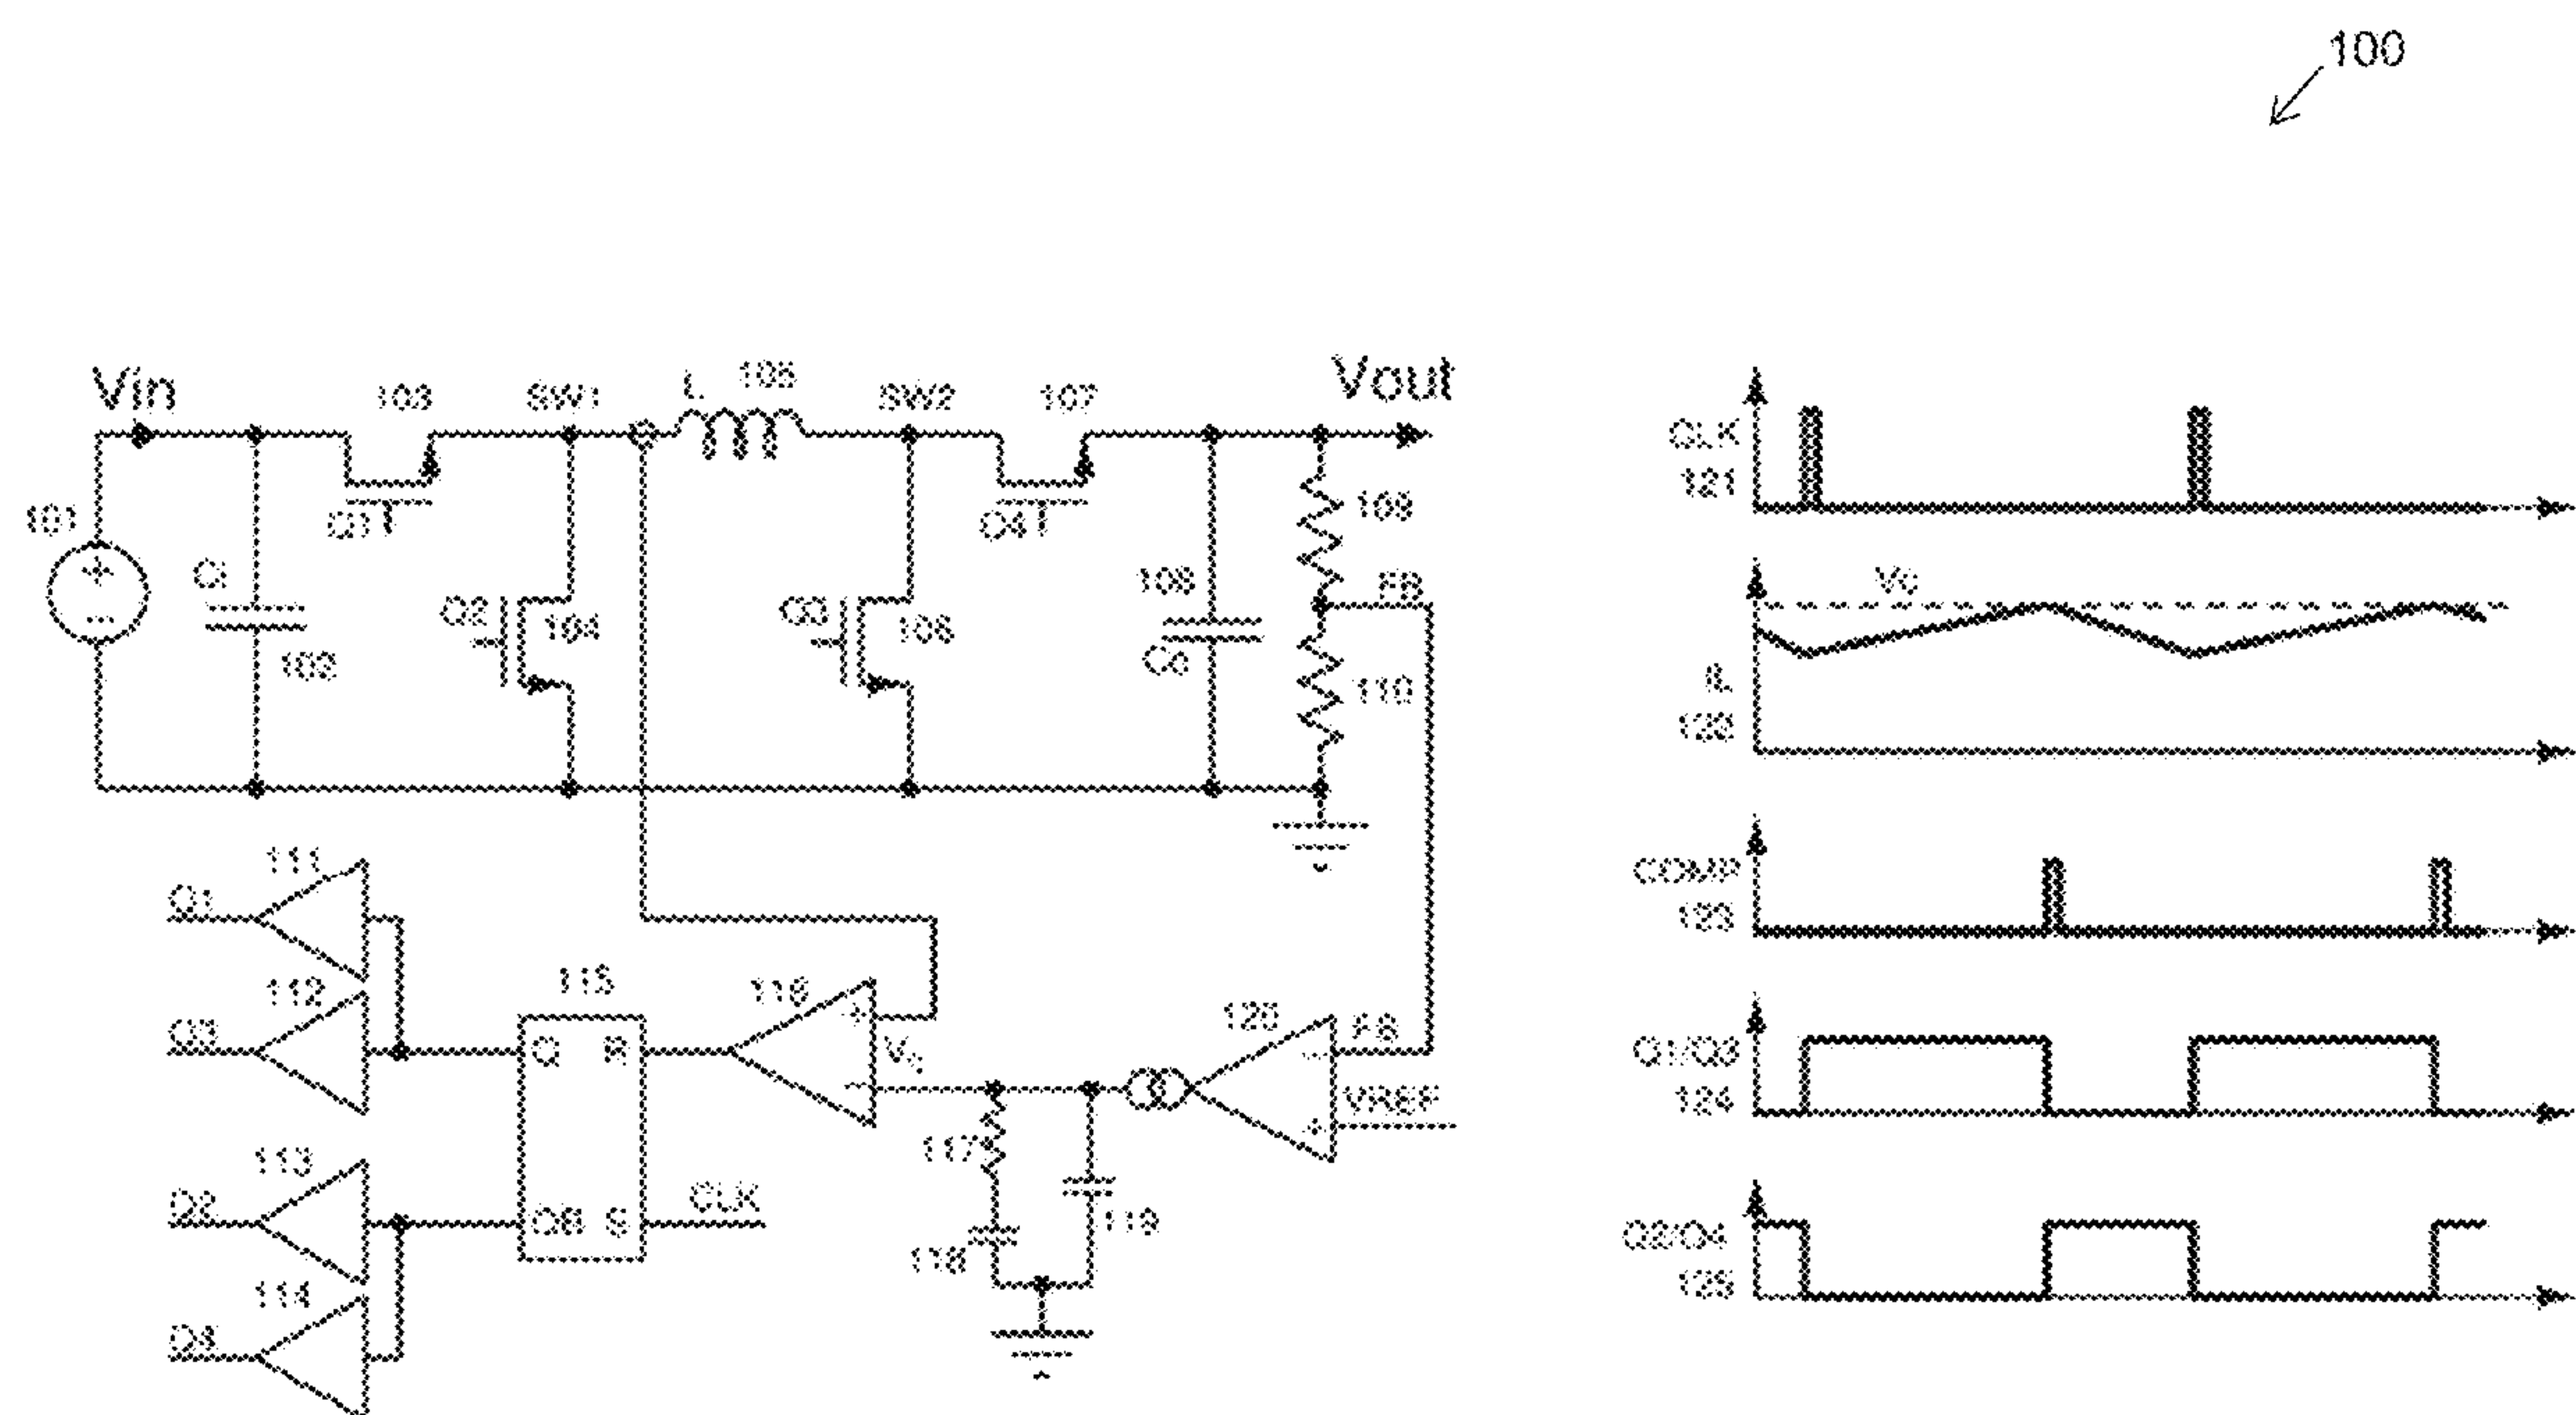 100
Vin
103
SW1
L
105
SW2
107
Vout
101
Ci
102
Q1
Q2
104
Q3
106
Q4
108
Co
109
FB
110
111
Q1
112
Q3
113
Q2
114
Q4
115
Q
R
QB
S
CLK
116
+
−
Vc
117
118
119
120
FB
−
VREF
+
CLK
121
Vc
IL
122
COMP
123
Q1/Q3
124
Q2/Q4
125